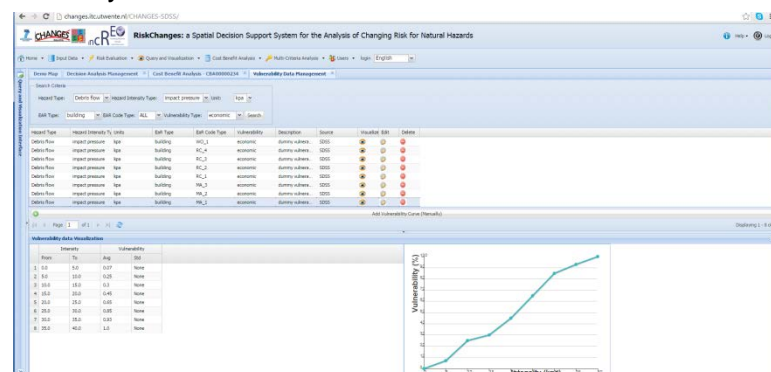 changes.itc.utwente.nl/CHANGES-SDSS/
CHANGES inCREO RiskChanges: a Spatial Decision Support System for the Analysis of Changing Risk for Natural Hazards Help
Home Input Data Risk Evaluation Query and Visualization Cost Benefit Analysis Multi-Criteria Analysis Users login English
Demo Map Decision Analysis Management Cost Benefit Analysis Vulnerability Data Management
Query and Visualization Interface
Search Criteria
Hazard Type: Debris flow Hazard Intensity Type: impact pressure Unit: kpa
EAR Type: building EAR Code Type: ALL Vulnerability Type: economic Search
Hazard Type Hazard Intensity Ty Units EAR Type EAR Code Type Vulnerability Description Source Visualize Edit Delete
Debris flow impact pressure kpa building WO_1 economic dummy vulnera... SDSS
Debris flow impact pressure kpa building RC_4 economic dummy vulnera... SDSS
Debris flow impact pressure kpa building RC_3 economic dummy vulnera... SDSS
Debris flow impact pressure kpa building RC_2 economic dummy vulnera... SDSS
Debris flow impact pressure kpa building RC_1 economic dummy vulnera... SDSS
Debris flow impact pressure kpa building MA_3 economic dummy vulnera... SDSS
Debris flow impact pressure kpa building MA_2 economic dummy vulnera... SDSS
Debris flow impact pressure kpa building MA_1 economic dummy vulnera... SDSS
Add Vulnerability Curve (Manually)
Page 1 of 1 Displaying 1 - 8 o
Vulnerability data Visualization
Intensity Vulnerability
From To Avg Std
1 0.0 5.0 0.07 None
2 5.0 10.0 0.25 None
3 10.0 15.0 0.3 None
4 15.0 20.0 0.45 None
5 20.0 25.0 0.65 None
6 25.0 30.0 0.85 None
7 30.0 35.0 0.93 None
8 35.0 40.0 1.0 None
Vulnerability (%)
100